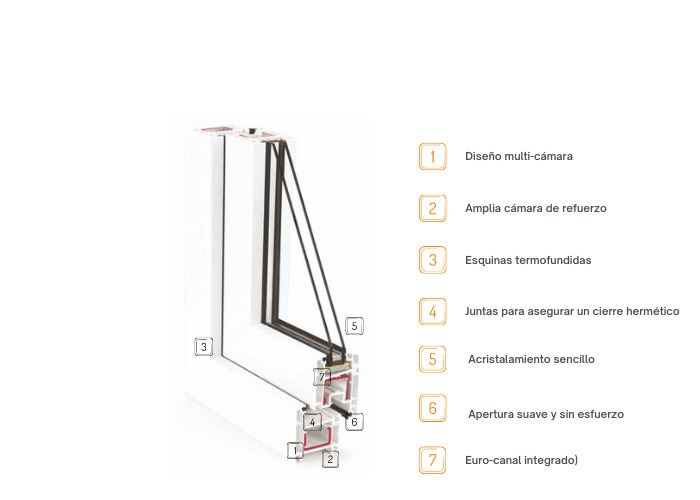 1 Diseño multi-cámara
2 Amplia cámara de refuerzo
3 Esquinas termofundidas
4 Juntas para asegurar un cierre hermético
5 Acristalamiento sencillo
6 Apertura suave y sin esfuerzo
7 Euro-canal integrado)
5
3
7
4
6
1
2